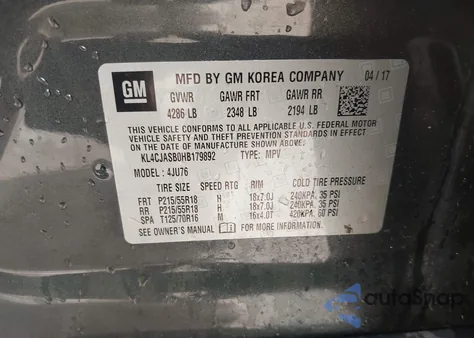 GM
MFD BY GM KOREA COMPANY 04 / 17
GVWR GAWR FRT GAWR RR
4286 LB 2348 LB 2194 LB
THIS VEHICLE CONFORMS TO ALL APPLICABLE U.S. FEDERAL MOTOR
VEHICLE SAFETY AND THEFT PREVENTION STANDARDS IN EFFECT
ON THE DATE OF MANUFACTURE SHOWN ABOVE.
KL4CJASB0HB179892 TYPE: MPV
MODEL : 4JU76
TIRE SIZE SPEED RTG RIM COLD TIRE PRESSURE
FRT P215/55R18 H 18x7.0J 240KPA, 35 PSI
RR P215/55R18 H 18x7.0J 240KPA, 35 PSI
SP T125/70R16 M 16x4.0T 420KPA, 60 PSI
SEE OWNER'S MANUAL FOR MORE INFORMATION.
autoSnap